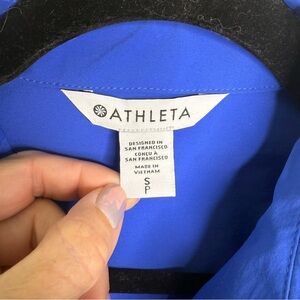 ATHLETA
DESIGNED IN
SAN FRANCISCO
CONÇU À
SAN FRANCISCO
MADE IN
VIETNAM
S
P